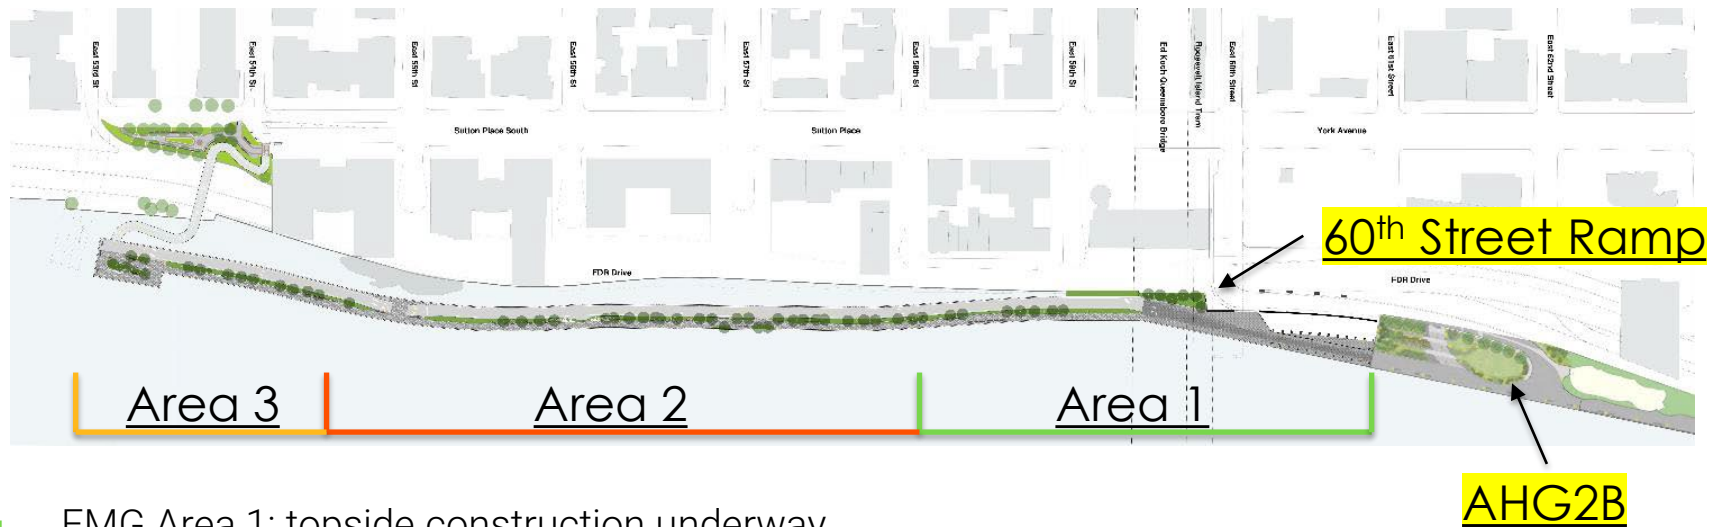 East 53rd St
East 54th St
East 55th St
East 56th St
East 57th St
East 58th St
East 59th St
Ed Koch Queensboro Bridge
Roosevelt Island Tram
East 60th Street
East 61st Street
East 62nd Street
Sutton Place South
Sutton Place
York Avenue
60th Street Ramp
FDR Drive
FDR Drive
Area 3
Area 2
Area 1
AHG2B
EMG Area 1: topside construction underway